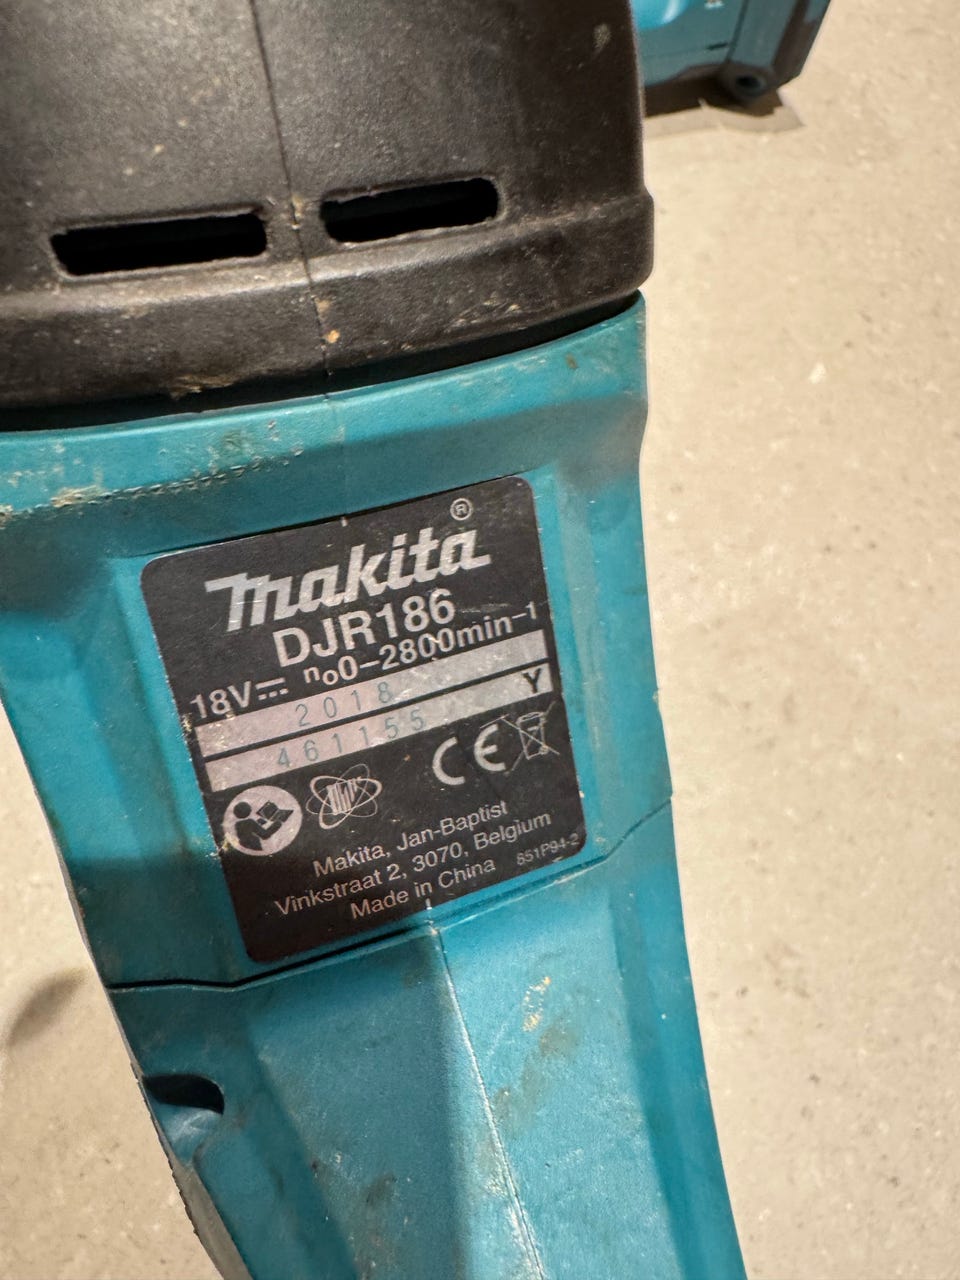 makita®
DJR186
18V⎓ n₀0-2800min⁻¹
2018
461155 Y
CE
Makita, Jan-Baptist
Vinkstraat 2, 3070, Belgium
Made in China 851P94-2